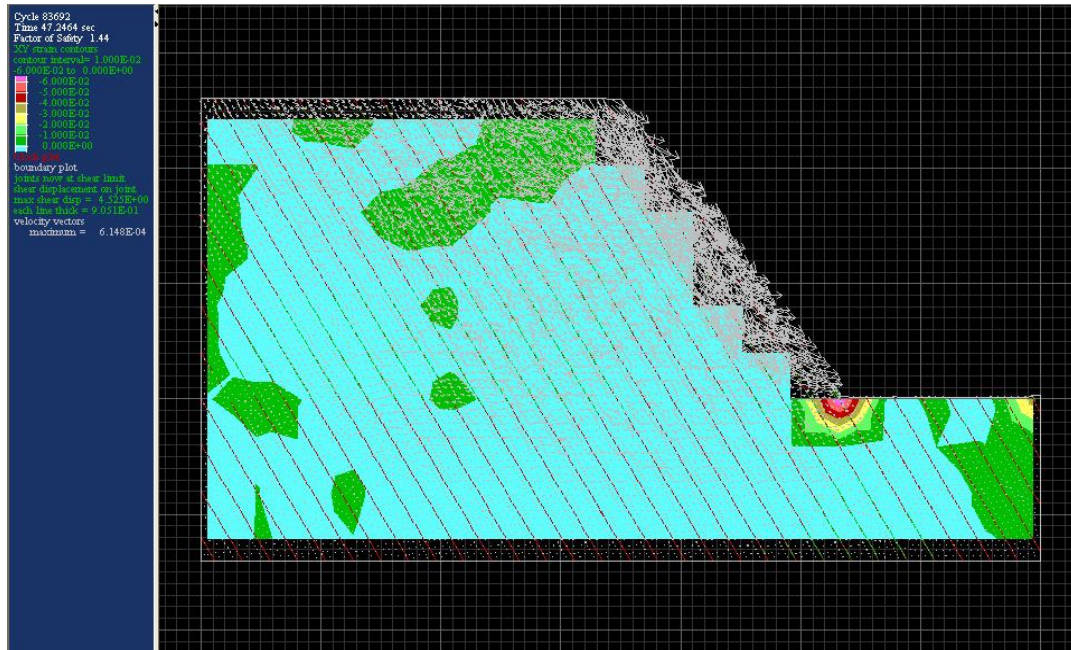 Cycle 83692
Time 47.2464 sec
Factor of Safety 1.44
XY strain contours
contour interval= 1.000E-02
-6.000E-02 to 0.000E+00
-6.000E-02
-5.000E-02
-4.000E-02
-3.000E-02
-2.000E-02
-1.000E-02
0.000E+00
block plot
boundary plot
joints now at shear limit
shear displacement on joint
max shear disp = 4.525E+00
each line thick = 9.051E-01
velocity vectors
maximum = 6.148E-04